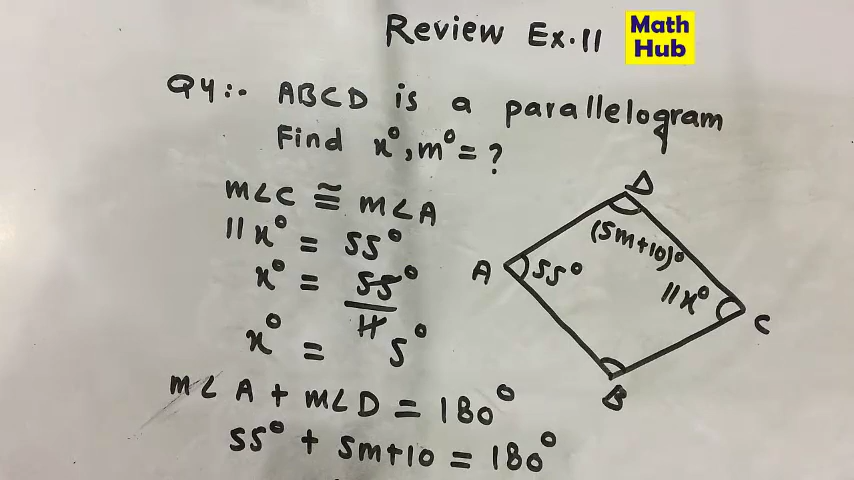 Review Ex.11
Math
Hub
Q4:- ABCD is a parallelogram
Find x°, m° = ?
m∠C ≅ m∠A
11x° = 55°
x° = 55°
11
x° = 5°
m∠A + m∠D = 180°
55° + 5m+10 = 180°
D
(5m+10)°
A
55°
11x°
C
B